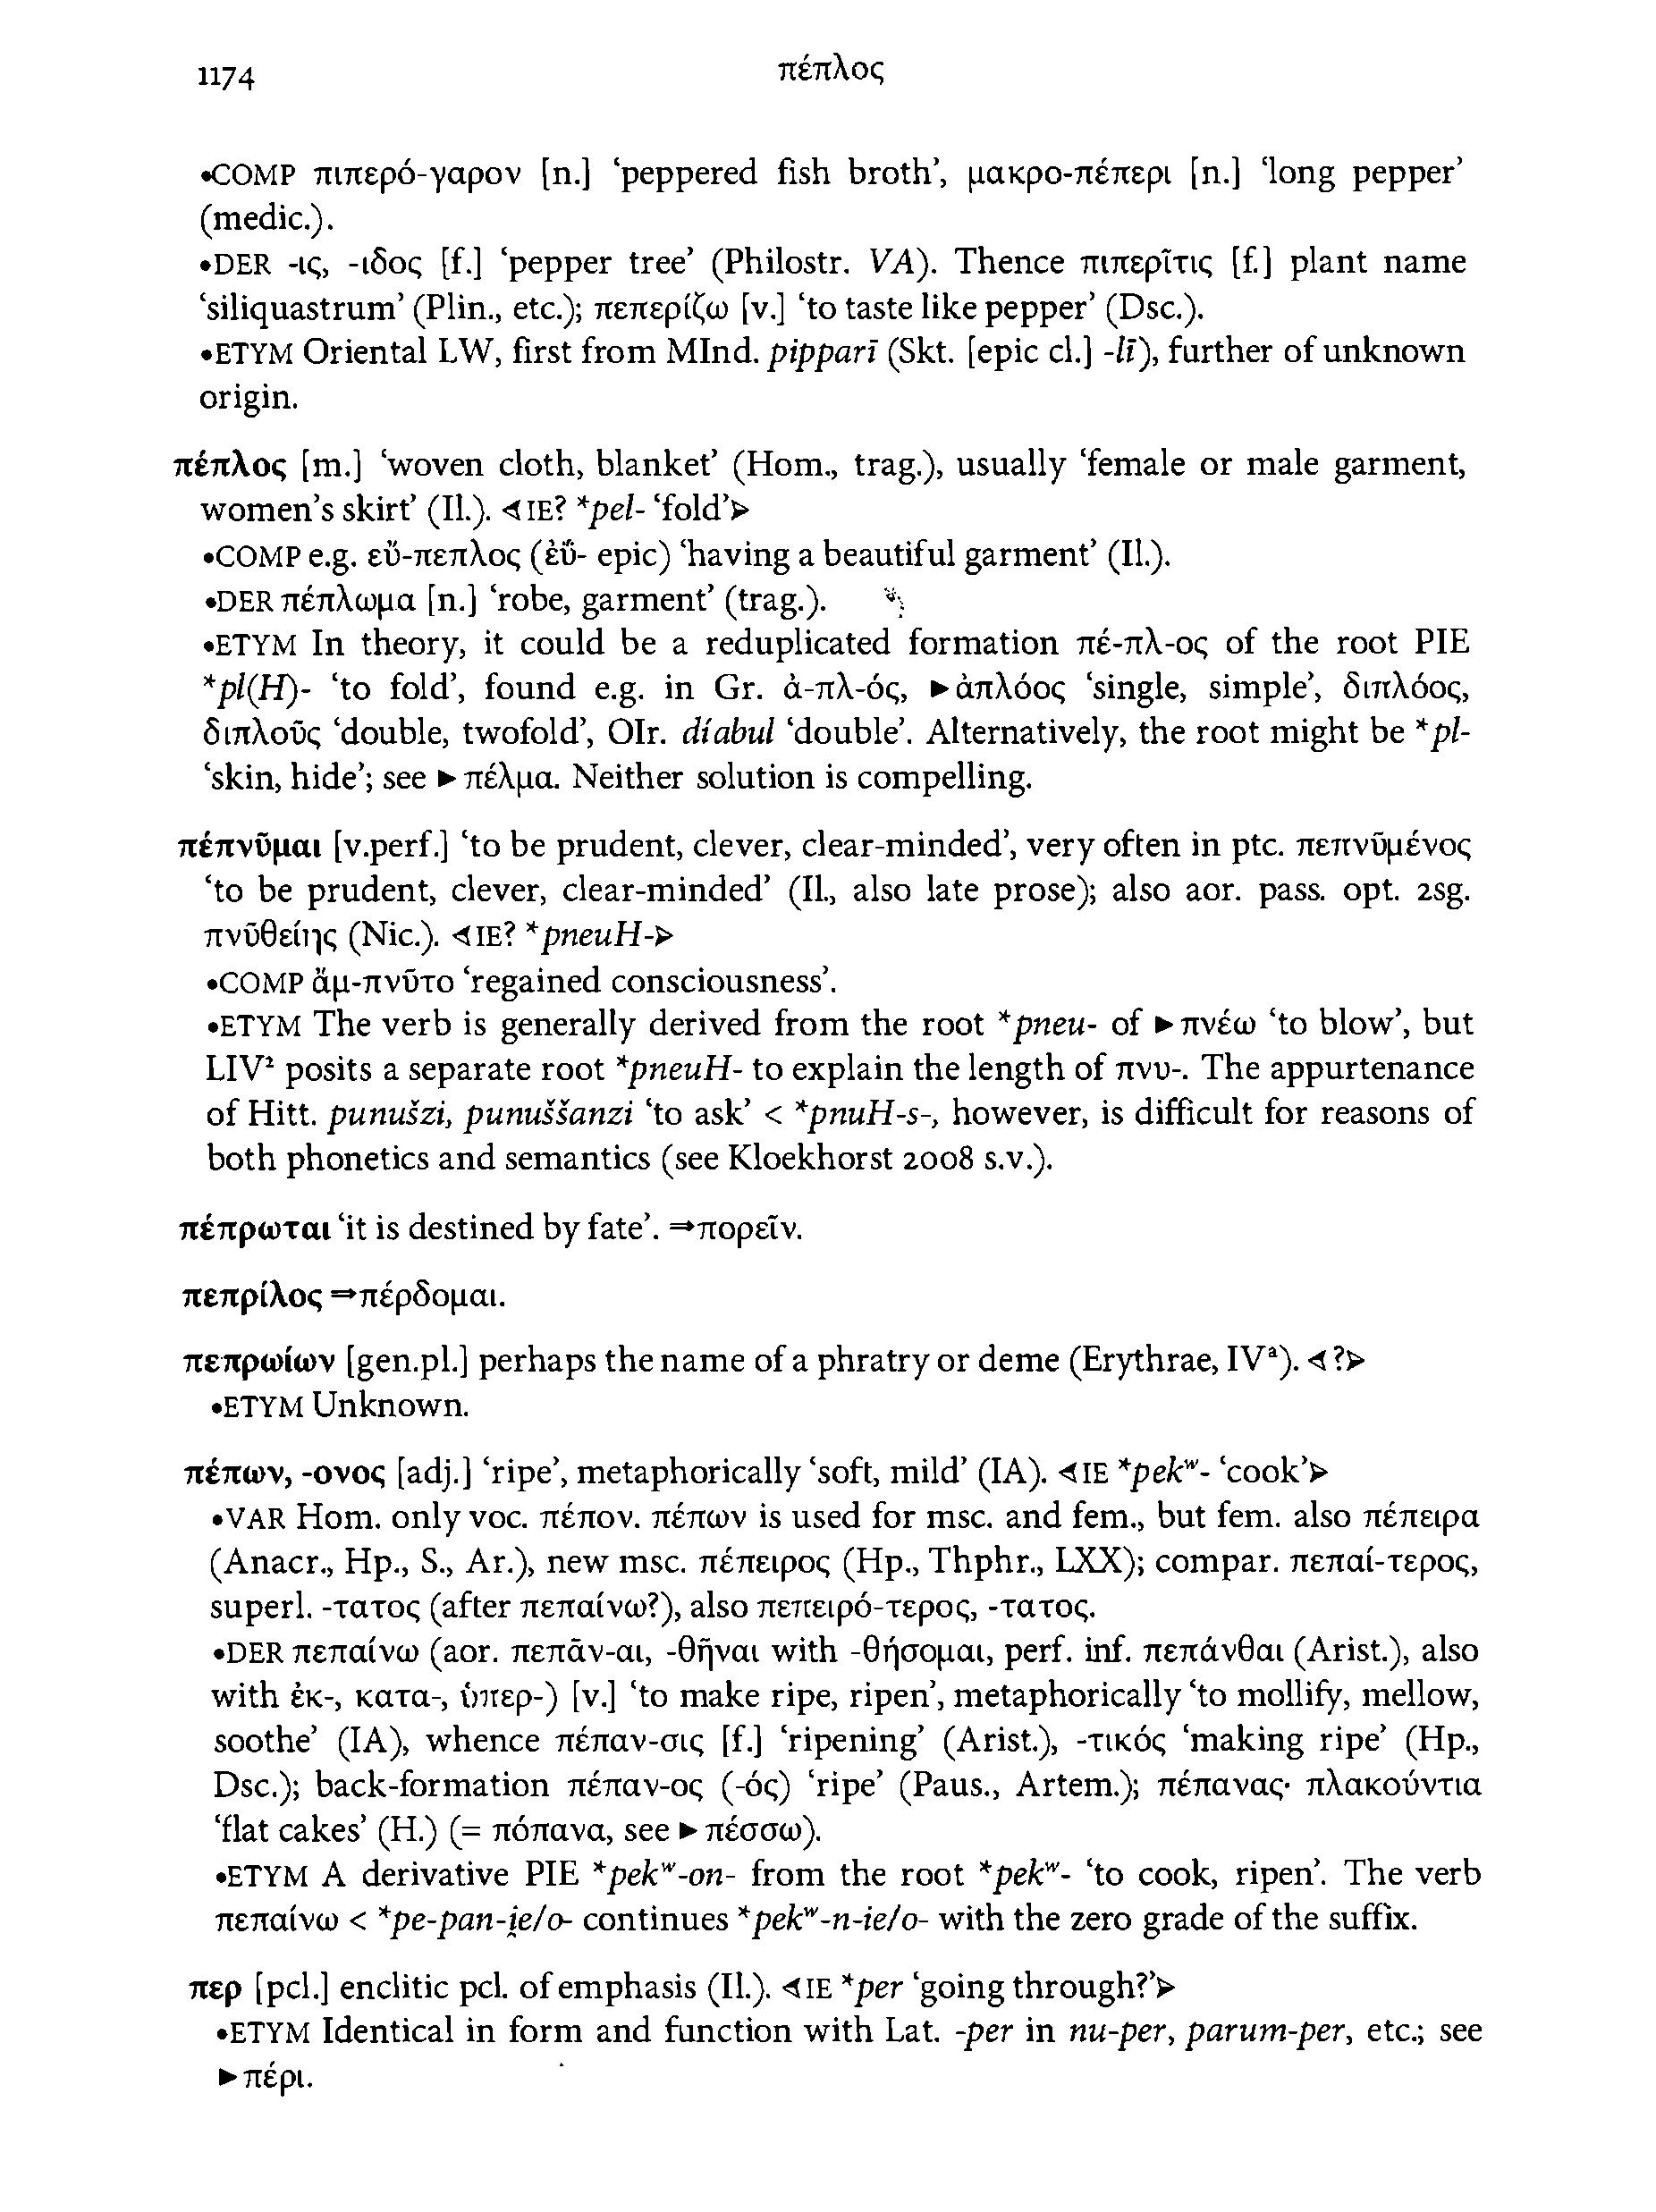 1174
πέπλος
•COMP πιπερό-γαρον [n.] ‘peppered fish broth’, μακρο-πέπερι [n.] ‘long pepper’
(medic.).
•DER -ις, -ιδος [f.] ‘pepper tree’ (Philostr. VA). Thence πιπερῖτις [f.] plant name
‘siliquastrum’ (Plin., etc.); πεπερίζω [v.] ‘to taste like pepper’ (Dsc.).
•ETYM Oriental LW, first from MInd. pipparī (Skt. [epic cl.] -lī), further of unknown
origin.
πέπλος [m.] ‘woven cloth, blanket’ (Hom., trag.), usually ‘female or male garment,
women’s skirt’ (Il.). ⊲IE? *pel- ‘fold’⊳
•COMP e.g. εὔ-πεπλος (ἐΰ- epic) ‘having a beautiful garment’ (Il.).
•DER πέπλωμα [n.] ‘robe, garment’ (trag.).
•ETYM In theory, it could be a reduplicated formation πέ-πλ-ος of the root PIE
*pl(H)- ‘to fold’, found e.g. in Gr. ἁ-πλ-ός, ►ἁπλόος ‘single, simple’, διπλόος,
διπλοῦς ‘double, twofold’, OIr. díabul ‘double’. Alternatively, the root might be *pl-
‘skin, hide’; see ►πέλμα. Neither solution is compelling.
πέπνῡμαι [v.perf.] ‘to be prudent, clever, clear-minded’, very often in ptc. πεπνῡμένος
‘to be prudent, clever, clear-minded’ (Il., also late prose); also aor. pass. opt. 2sg.
πνῡθείης (Nic.). ⊲IE? *pneuH-⊳
•COMP ἄμ-πνῡτο ‘regained consciousness’.
•ETYM The verb is generally derived from the root *pneu- of ►πνέω ‘to blow’, but
LIV² posits a separate root *pneuH- to explain the length of πνυ-. The appurtenance
of Hitt. punušzi, punuššanzi ‘to ask’ < *pnuH-s-, however, is difficult for reasons of
both phonetics and semantics (see Kloekhorst 2008 s.v.).
πέπρωται ‘it is destined by fate’. ⇒πορεῖν.
πεπρίλος ⇒πέρδομαι.
πεπρωίων [gen.pl.] perhaps the name of a phratry or deme (Erythrae, IVᵃ). ⊲?⊳
•ETYM Unknown.
πέπων, -ονος [adj.] ‘ripe’, metaphorically ‘soft, mild’ (IA). ⊲IE *pekʷ- ‘cook’⊳
•VAR Hom. only voc. πέπον. πέπων is used for msc. and fem., but fem. also πέπειρα
(Anacr., Hp., S., Ar.), new msc. πέπειρος (Hp., Thphr., LXX); compar. πεπαί-τερος,
superl. -τατος (after πεπαίνω?), also πεπειρό-τερος, -τατος.
•DER πεπαίνω (aor. πεπᾶν-αι, -θῆναι with -θήσομαι, perf. inf. πεπάνθαι (Arist.), also
with ἐκ-, κατα-, ὑπερ-) [v.] ‘to make ripe, ripen’, metaphorically ‘to mollify, mellow,
soothe’ (IA), whence πέπαν-σις [f.] ‘ripening’ (Arist.), -τικός ‘making ripe’ (Hp.,
Dsc.); back-formation πέπαν-ος (-ός) ‘ripe’ (Paus., Artem.); πέπανας· πλακούντια
‘flat cakes’ (H.) (= πόπανα, see ►πέσσω).
•ETYM A derivative PIE *pekʷ-on- from the root *pekʷ- ‘to cook, ripen’. The verb
πεπαίνω < *pe-pan-i̯e/o- continues *pekʷ-n-ie/o- with the zero grade of the suffix.
περ [pcl.] enclitic pcl. of emphasis (Il.). ⊲IE *per ‘going through?’⊳
•ETYM Identical in form and function with Lat. -per in nu-per, parum-per, etc.; see
►πέρι.